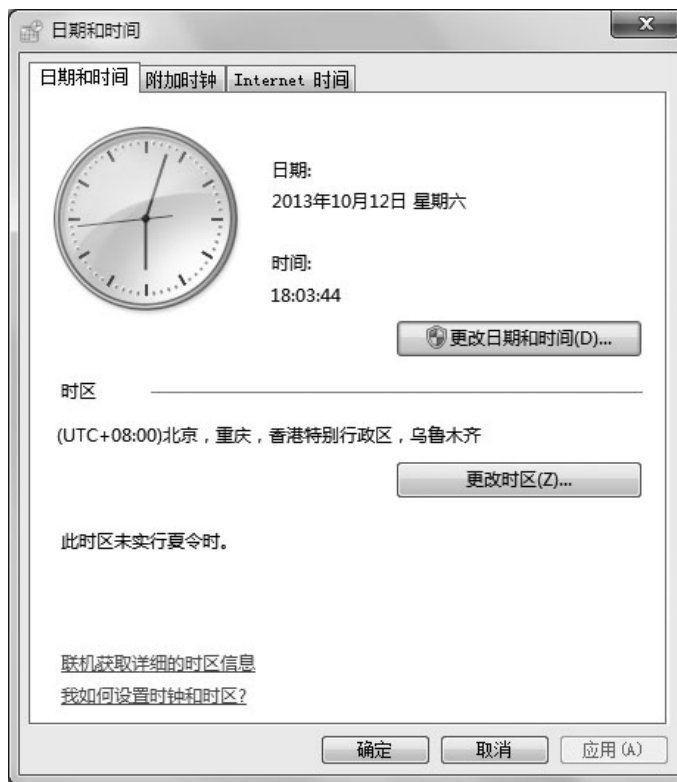 日期和时间
日期和时间 附加时钟 Internet 时间
日期:
2013年10月12日 星期六
时间:
18:03:44
更改日期和时间(D)...
时区
(UTC+08:00)北京，重庆，香港特别行政区，乌鲁木齐
更改时区(Z)...
此时区未实行夏令时。
联机获取详细的时区信息
我如何设置时钟和时区?
确定 取消 应用(A)